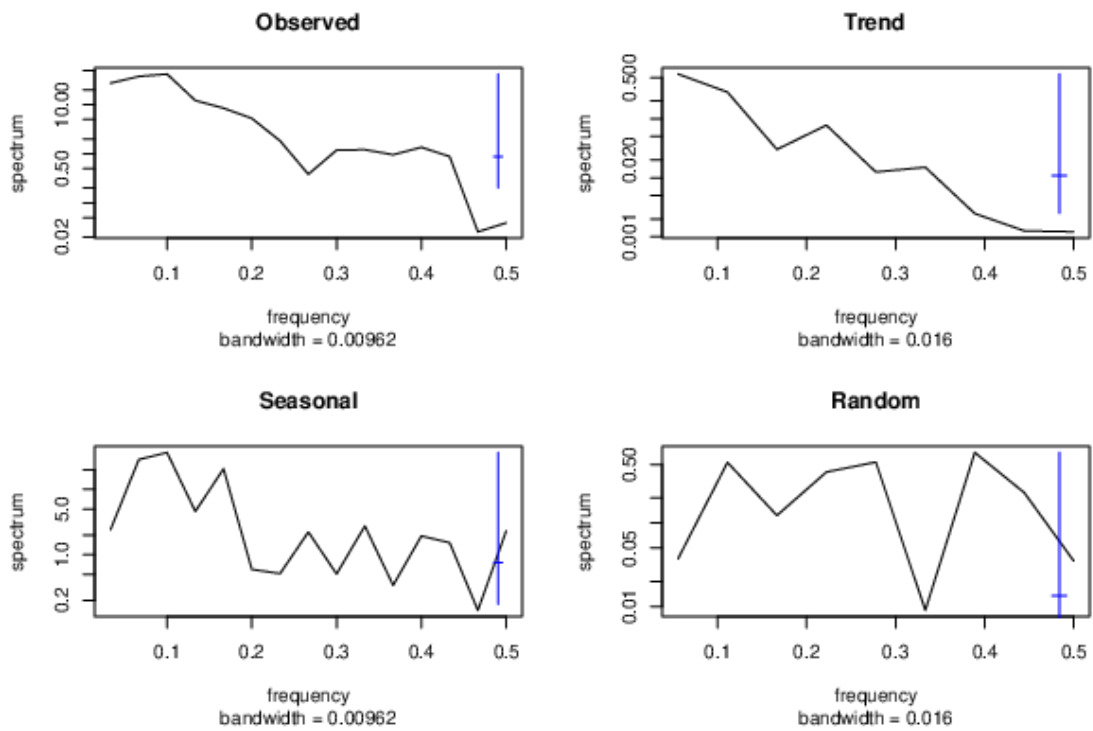 Observed
spectrum
10.00
0.50
0.02
0.1 0.2 0.3 0.4 0.5
frequency
bandwidth = 0.00962
Trend
spectrum
0.500
0.020
0.001
0.1 0.2 0.3 0.4 0.5
frequency
bandwidth = 0.016
Seasonal
spectrum
5.0
1.0
0.2
0.1 0.2 0.3 0.4 0.5
frequency
bandwidth = 0.00962
Random
spectrum
0.50
0.05
0.01
0.1 0.2 0.3 0.4 0.5
frequency
bandwidth = 0.016